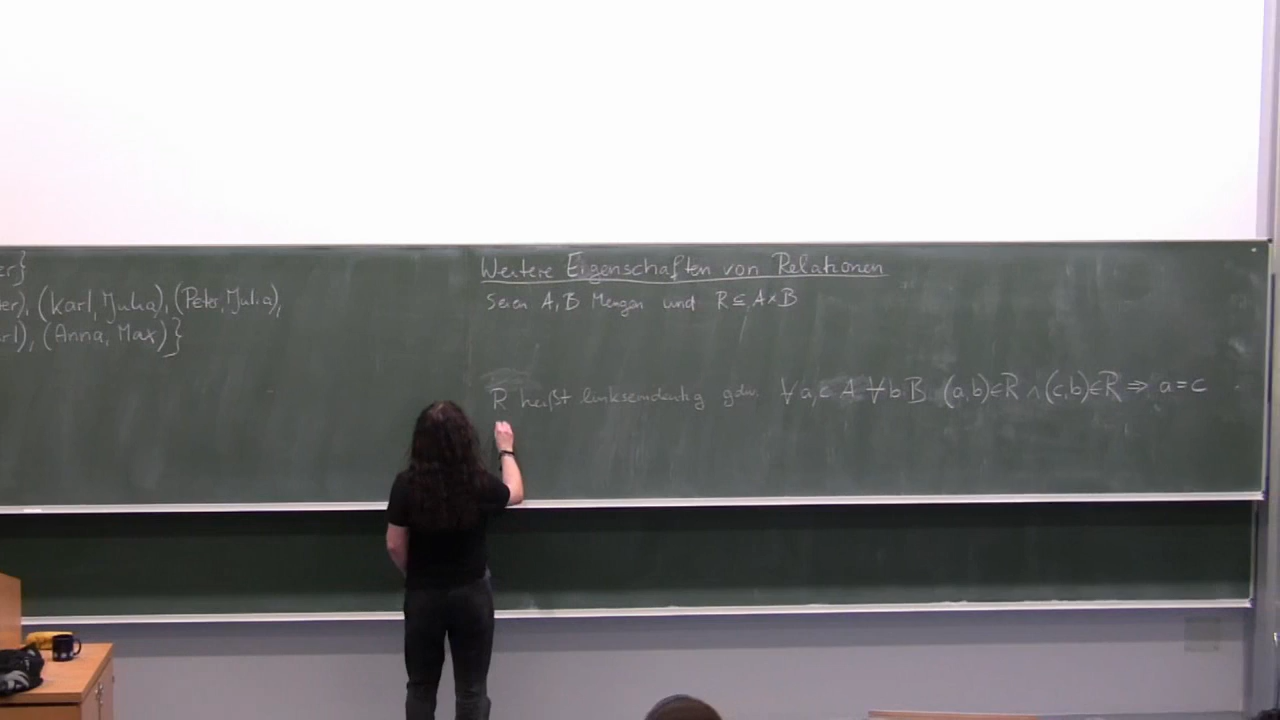 er}
er), (Karl, Julia), (Peter, Julia),
rl), (Anna, Max)}
Weitere Eigenschaften von Relationen
Seien A, B Mengen und R ⊆ A×B
R heißt linkseindeutig gdw. ∀ a,c A ∀ b B (a,b)∈R ∧ (c,b)∈R ⇒ a=c